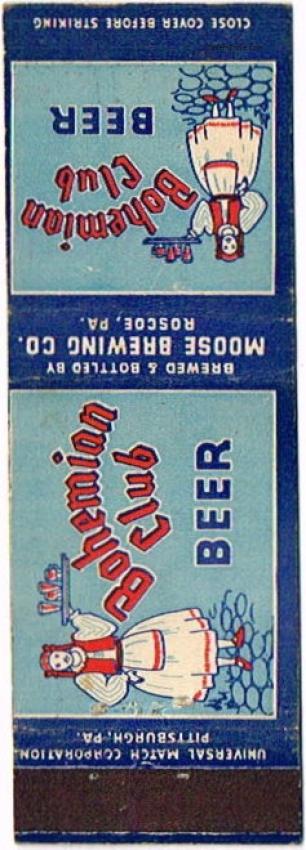 CLOSE COVER BEFORE STRIKING
Bohemian
Club
BEER
BREWED & BOTTLED BY
MOOSE BREWING CO.
ROSCOE, PA.
Bohemian
Club
BEER
UNIVERSAL MATCH CORPORATION
PITTSBURGH, PA.